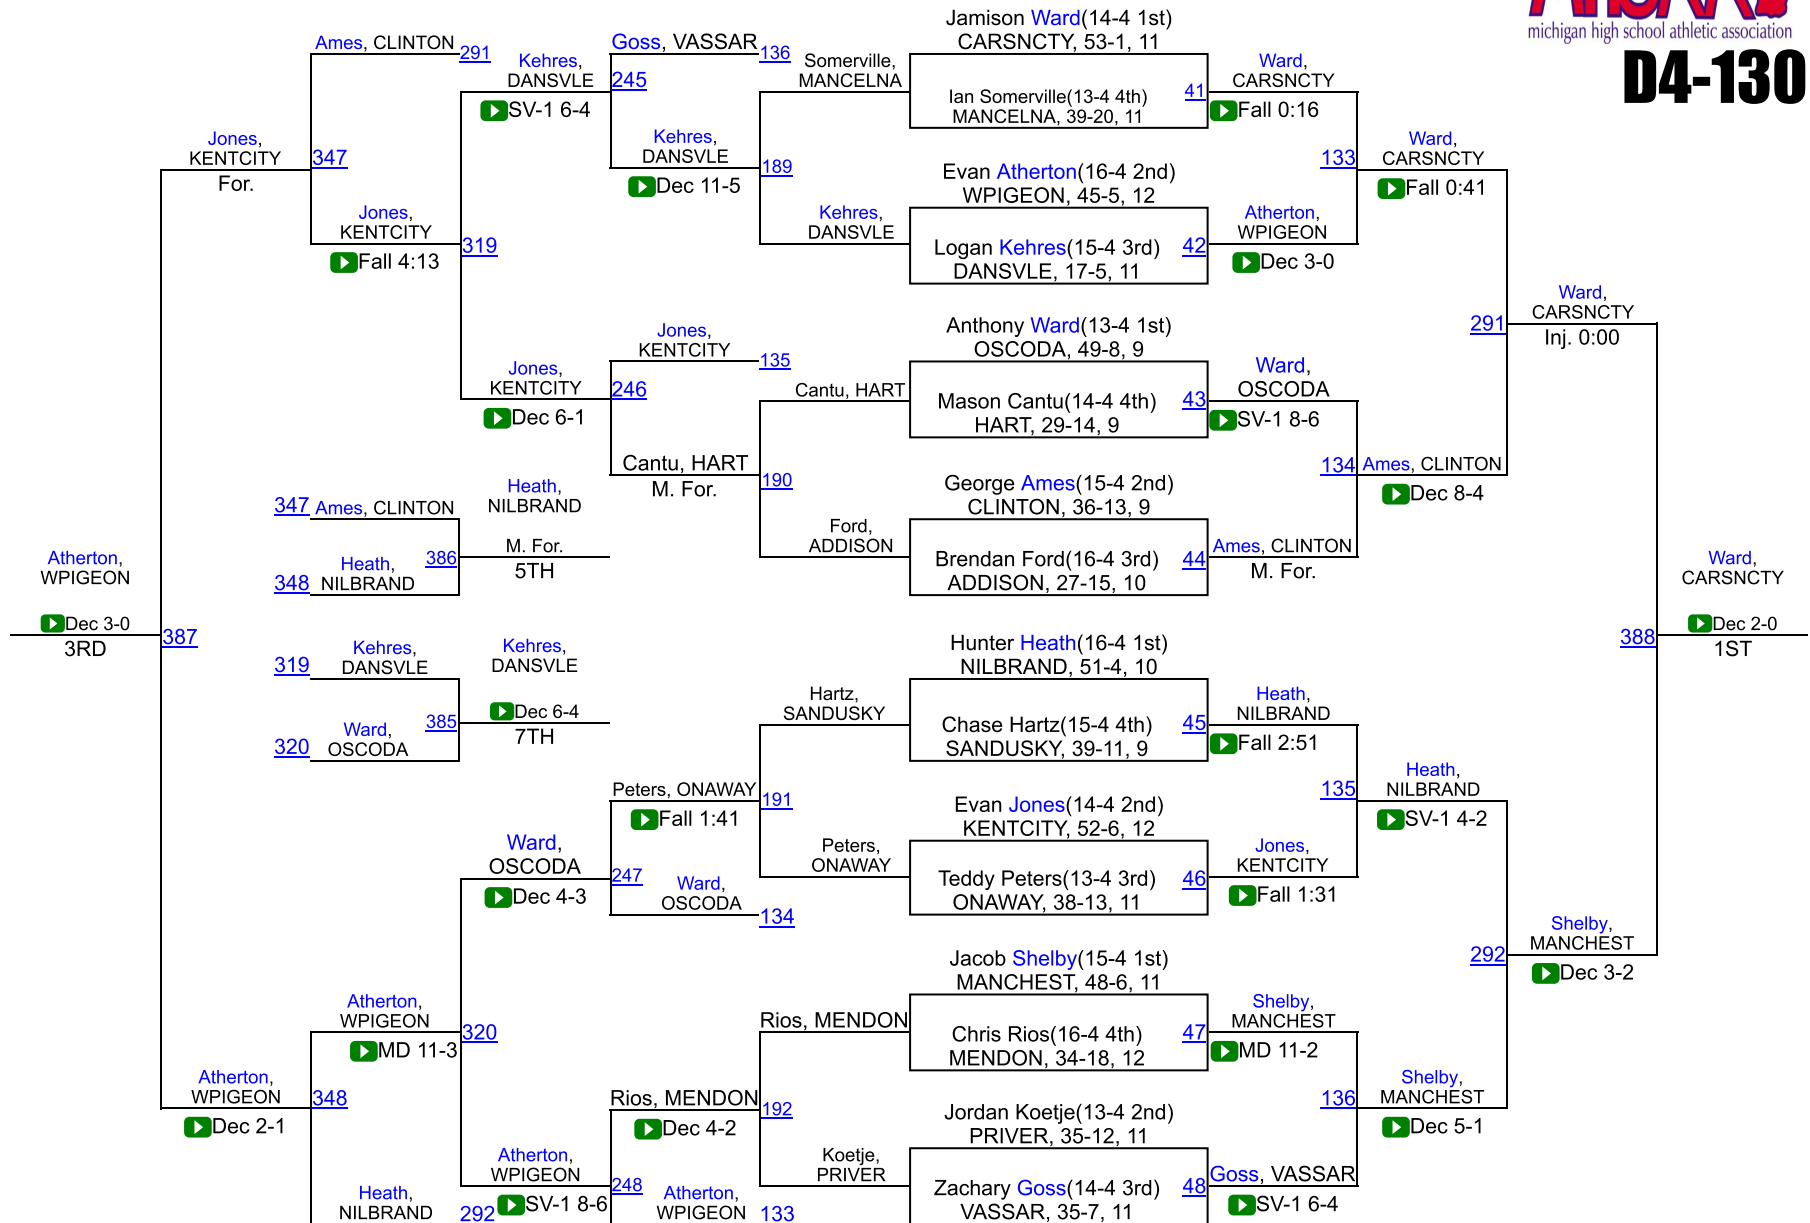 michigan high school athletic association
D4-130
Ames, CLINTON
291
Kehres,
DANSVLE
SV-1 6-4
Goss, VASSAR
136
245
Kehres,
DANSVLE
Dec 11-5
Somerville,
MANCELNA
189
Kehres,
DANSVLE
Jones,
KENTCITY
For.
347
Jones,
KENTCITY
Fall 4:13
319
Jones,
KENTCITY
135
Jones,
KENTCITY
Dec 6-1
246
Cantu, HART
M. For.
Cantu, HART
190
Ford,
ADDISON
347
Ames, CLINTON
Heath,
NILBRAND
M. For.
5TH
386
348
Heath,
NILBRAND
Atherton,
WPIGEON
Dec 3-0
3RD
387
319
Kehres,
DANSVLE
Kehres,
DANSVLE
Dec 6-4
7TH
385
320
Ward,
OSCODA
Hartz,
SANDUSKY
Peters, ONAWAY
Fall 1:41
191
Peters,
ONAWAY
Ward,
OSCODA
Dec 4-3
247
Ward,
OSCODA
134
Atherton,
WPIGEON
MD 11-3
320
Rios, MENDON
Atherton,
WPIGEON
Dec 2-1
348
Rios, MENDON
Dec 4-2
192
Koetje,
PRIVER
Atherton,
WPIGEON
SV-1 8-6
248
Heath,
NILBRAND
292
Atherton,
WPIGEON
133
Jamison Ward(14-4 1st)
CARSNCTY, 53-1, 11
Ian Somerville(13-4 4th)
MANCELNA, 39-20, 11
41
Ward,
CARSNCTY
Fall 0:16
Evan Atherton(16-4 2nd)
WPIGEON, 45-5, 12
Logan Kehres(15-4 3rd)
DANSVLE, 17-5, 11
42
Atherton,
WPIGEON
Dec 3-0
133
Ward,
CARSNCTY
Fall 0:41
Anthony Ward(13-4 1st)
OSCODA, 49-8, 9
Mason Cantu(14-4 4th)
HART, 29-14, 9
43
Ward,
OSCODA
SV-1 8-6
George Ames(15-4 2nd)
CLINTON, 36-13, 9
Brendan Ford(16-4 3rd)
ADDISON, 27-15, 10
44
Ames, CLINTON
M. For.
134
Ames, CLINTON
Dec 8-4
291
Ward,
CARSNCTY
Inj. 0:00
Hunter Heath(16-4 1st)
NILBRAND, 51-4, 10
Chase Hartz(15-4 4th)
SANDUSKY, 39-11, 9
45
Heath,
NILBRAND
Fall 2:51
Evan Jones(14-4 2nd)
KENTCITY, 52-6, 12
Teddy Peters(13-4 3rd)
ONAWAY, 38-13, 11
46
Jones,
KENTCITY
Fall 1:31
135
Heath,
NILBRAND
SV-1 4-2
Jacob Shelby(15-4 1st)
MANCHEST, 48-6, 11
Chris Rios(16-4 4th)
MENDON, 34-18, 12
47
Shelby,
MANCHEST
MD 11-2
Jordan Koetje(13-4 2nd)
PRIVER, 35-12, 11
Zachary Goss(14-4 3rd)
VASSAR, 35-7, 11
48
Goss, VASSAR
SV-1 6-4
136
Shelby,
MANCHEST
Dec 5-1
292
Shelby,
MANCHEST
Dec 3-2
388
Ward,
CARSNCTY
Dec 2-0
1ST